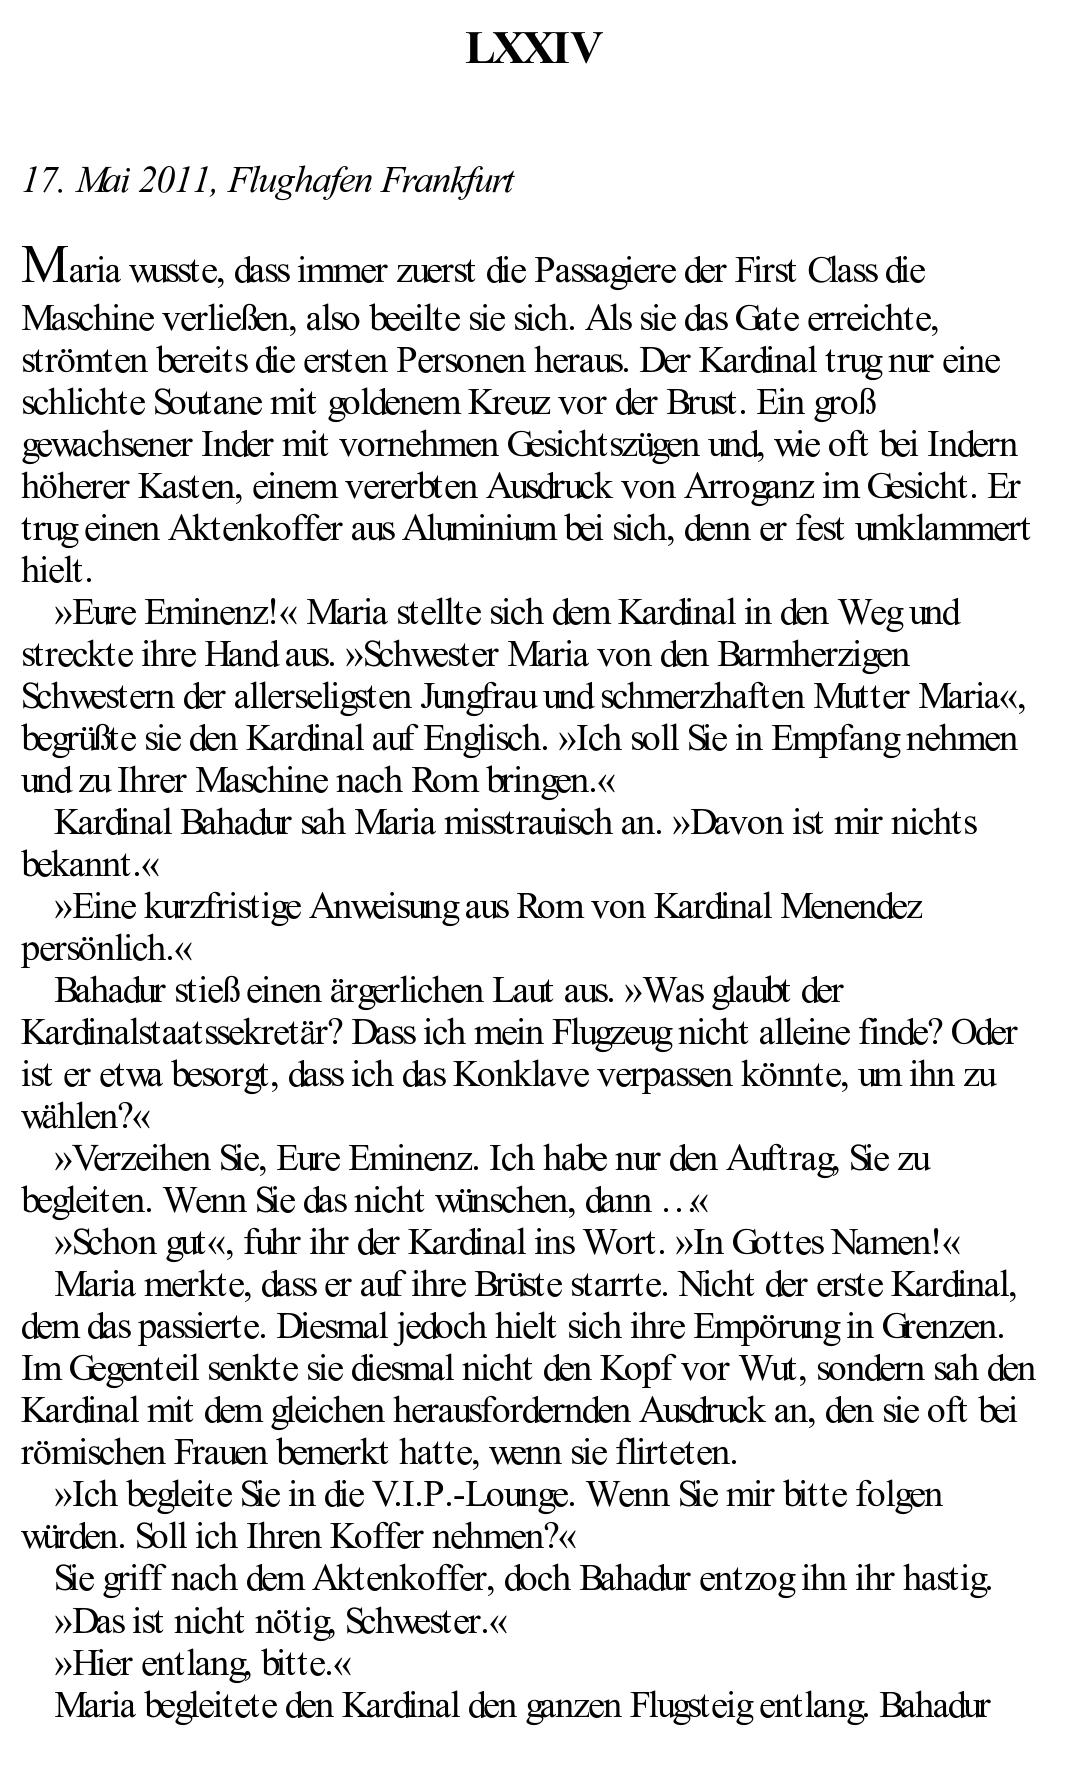 LXXIV
17. Mai 2011, Flughafen Frankfurt
Maria wusste, dass immer zuerst die Passagiere der First Class die
Maschine verließen, also beeilte sie sich. Als sie das Gate erreichte,
strömten bereits die ersten Personen heraus. Der Kardinal trug nur eine
schlichte Soutane mit goldenem Kreuz vor der Brust. Ein groß
gewachsener Inder mit vornehmen Gesichtszügen und, wie oft bei Indern
höherer Kasten, einem vererbten Ausdruck von Arroganz im Gesicht. Er
trug einen Aktenkoffer aus Aluminium bei sich, denn er fest umklammert
hielt.
»Eure Eminenz!« Maria stellte sich dem Kardinal in den Weg und
streckte ihre Hand aus. »Schwester Maria von den Barmherzigen
Schwestern der allerseligsten Jungfrau und schmerzhaften Mutter Maria«,
begrüßte sie den Kardinal auf Englisch. »Ich soll Sie in Empfang nehmen
und zu Ihrer Maschine nach Rom bringen.«
Kardinal Bahadur sah Maria misstrauisch an. »Davon ist mir nichts
bekannt.«
»Eine kurzfristige Anweisung aus Rom von Kardinal Menendez
persönlich.«
Bahadur stieß einen ärgerlichen Laut aus. »Was glaubt der
Kardinalstaatssekretär? Dass ich mein Flugzeug nicht alleine finde? Oder
ist er etwa besorgt, dass ich das Konklave verpassen könnte, um ihn zu
wählen?«
»Verzeihen Sie, Eure Eminenz. Ich habe nur den Auftrag, Sie zu
begleiten. Wenn Sie das nicht wünschen, dann …«
»Schon gut«, fuhr ihr der Kardinal ins Wort. »In Gottes Namen!«
Maria merkte, dass er auf ihre Brüste starrte. Nicht der erste Kardinal,
dem das passierte. Diesmal jedoch hielt sich ihre Empörung in Grenzen.
Im Gegenteil senkte sie diesmal nicht den Kopf vor Wut, sondern sah den
Kardinal mit dem gleichen herausfordernden Ausdruck an, den sie oft bei
römischen Frauen bemerkt hatte, wenn sie flirteten.
»Ich begleite Sie in die V.I.P.-Lounge. Wenn Sie mir bitte folgen
würden. Soll ich Ihren Koffer nehmen?«
Sie griff nach dem Aktenkoffer, doch Bahadur entzog ihn ihr hastig.
»Das ist nicht nötig, Schwester.«
»Hier entlang, bitte.«
Maria begleitete den Kardinal den ganzen Flugsteig entlang. Bahadur